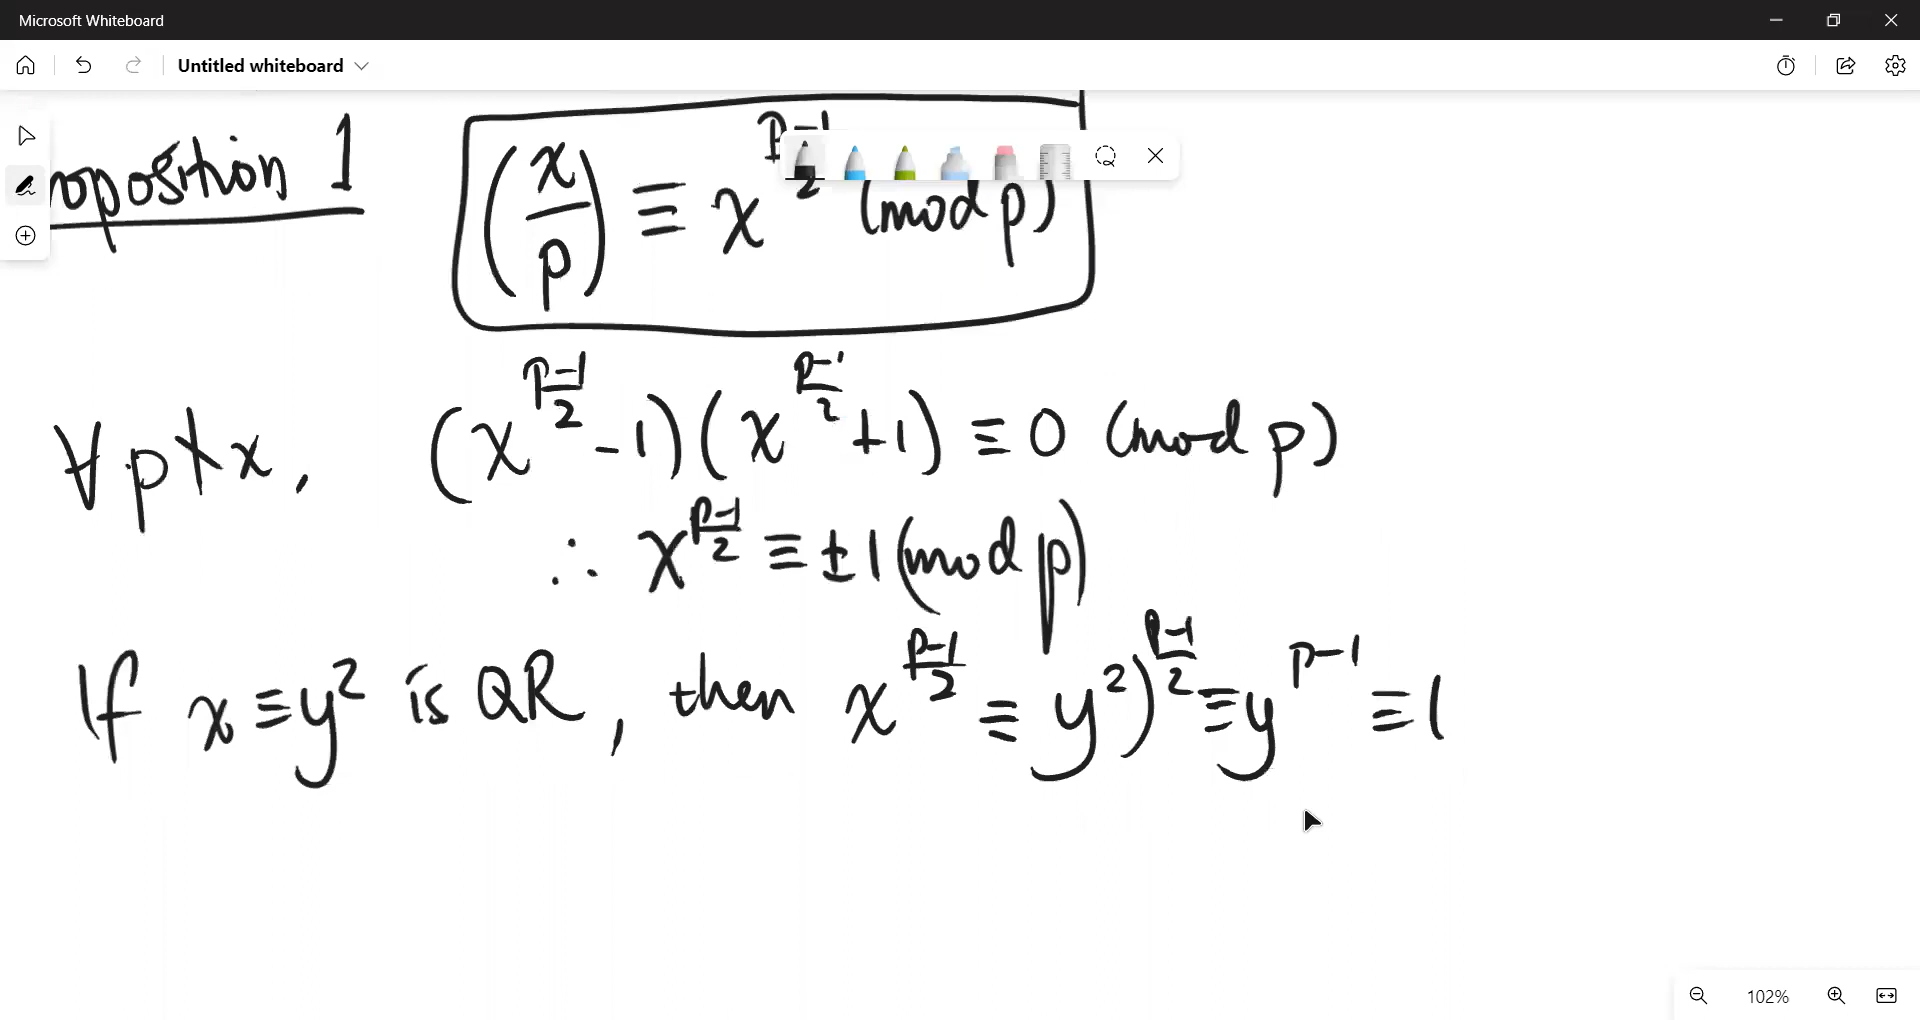 Microsoft Whiteboard
Untitled whiteboard
roposition 1
(x/p) ≡ x^((p-1)/2) (mod p)
∀ p∤x, (x^((p-1)/2) -1)(x^((p-1)/2) +1) ≡ 0 (mod p)
∴ x^((p-1)/2) ≡ ±1 (mod p)
If x ≡ y² is QR, then x^((p-1)/2) ≡ y²)^((p-1)/2) ≡ y^(p-1) ≡ 1
102%